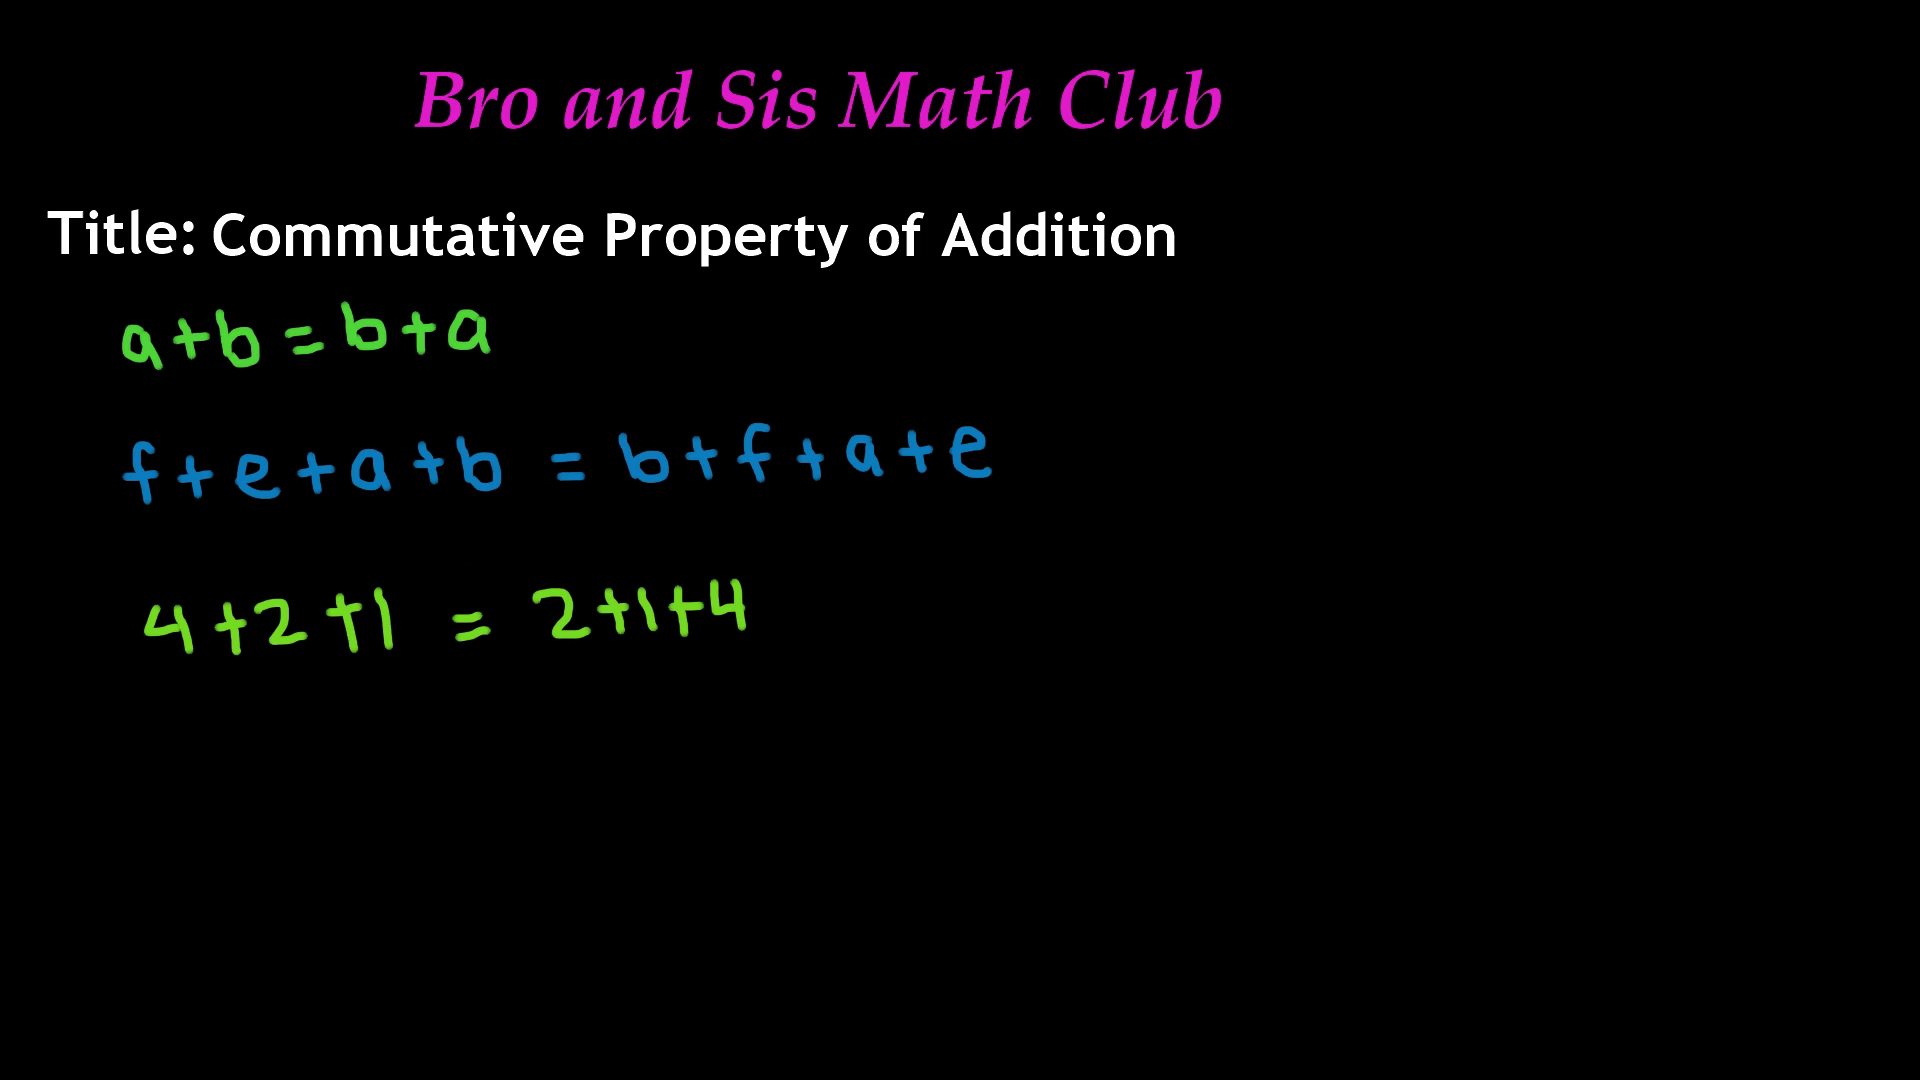 Bro and Sis Math Club
Title: Commutative Property of Addition
a+b = b+a
f+e+a+b = b+f+a+e
4+2+1 = 2+1+4